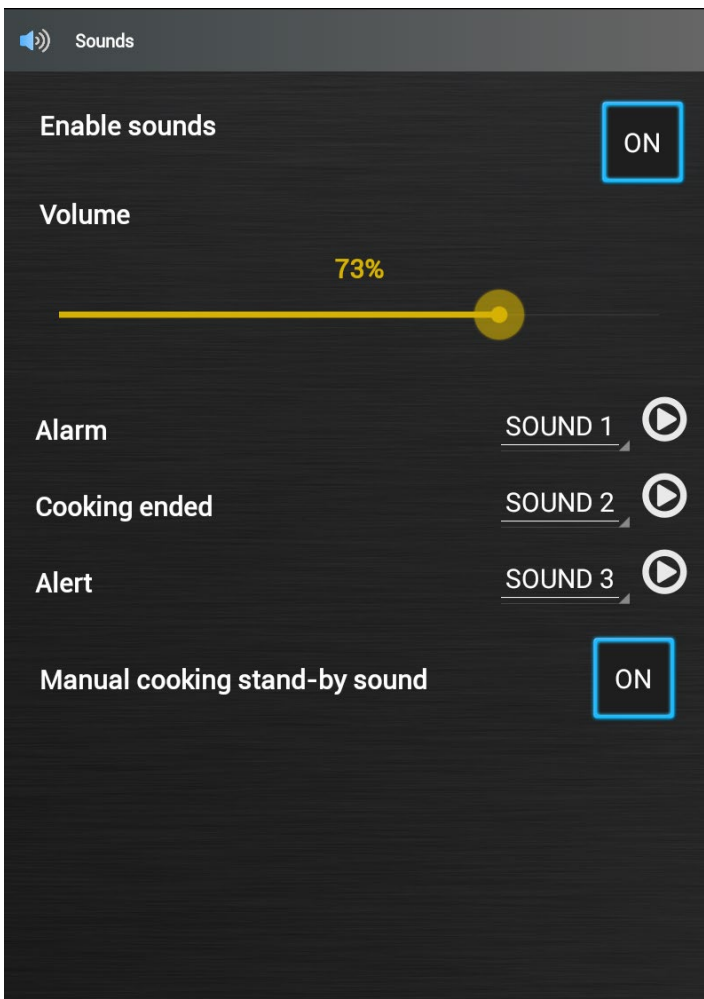 Sounds
Enable sounds
ON
Volume
73%
Alarm SOUND 1
Cooking ended SOUND 2
Alert SOUND 3
Manual cooking stand-by sound ON